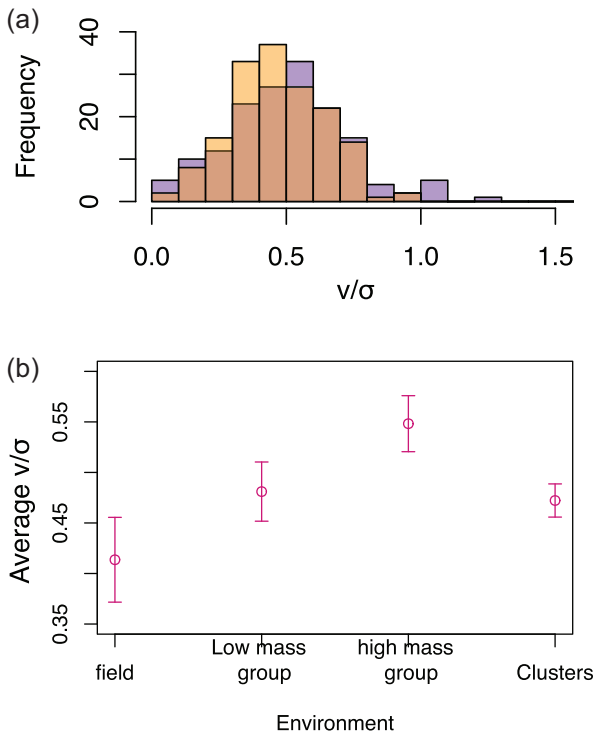 (a)
Frequency
40
20
0
0.0 0.5 1.0 1.5
v/σ
(b)
Average v/σ
0.55
0.45
0.35
field
Low mass
group
high mass
group
Clusters
Environment